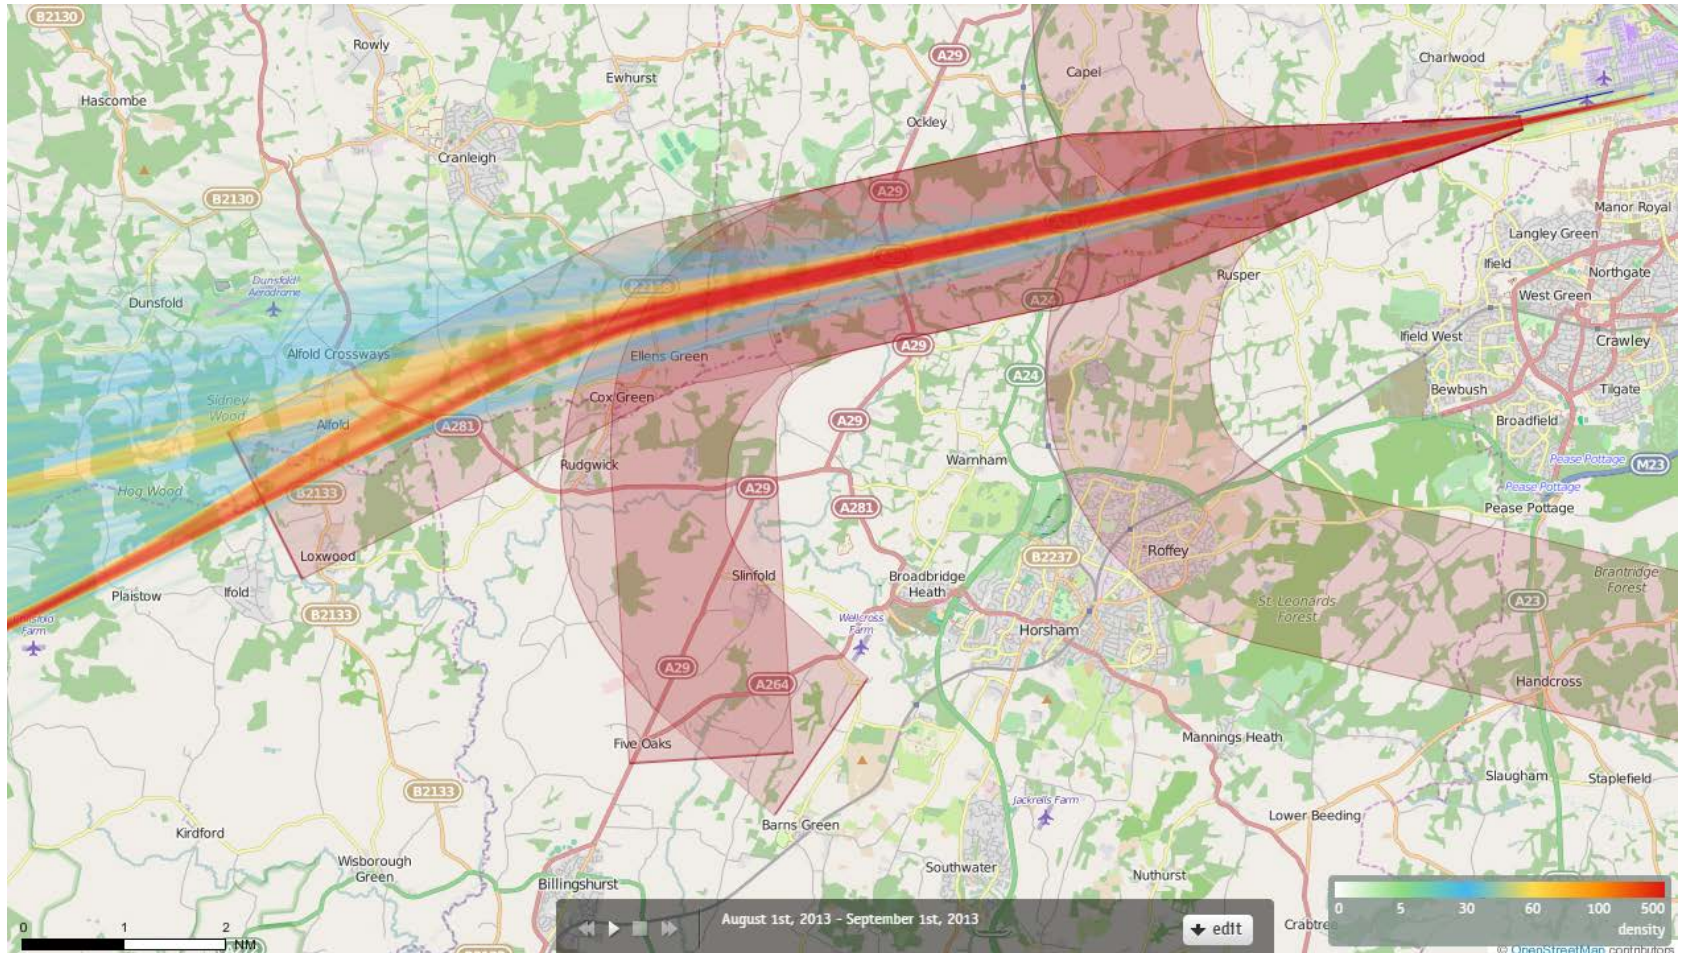 B2130
Rowly
Hascombe
Ewhurst
A29
Capel
Charlwood
Ockley
Cranleigh
B2130
A29
Manor Royal
Langley Green
Ifield
Northgate
Rusper
Dunsfold
Aerodrome
Dunsfold
A24
West Green
Ifield West
Crawley
Alfold Crossways
Ellens Green
A29
A24
Bewbush
Tilgate
Sidney
Wood
Cox Green
Alfold
A281
A29
Broadfield
Warnham
Rudgwick
Pease Pottage
M23
Hog Wood
B2133
A29
A281
Pease Pottage
Pease Pottage
Loxwood
B2237
Roffey
Plaistow
Ifold
Slinfold
Broadbridge
Heath
Brantridge
Forest
B2133
St. Leonards
Forest
A23
Farm
Wellcross
Farm
Horsham
A29
A264
Handcross
Five Oaks
Mannings Heath
B2133
Slaugham
Staplefield
Jackrells Farm
Kirdford
Barns Green
Lower Beeding
Wisborough
Green
Southwater
Nuthurst
Billingshurst
August 1st, 2013 - September 1st, 2013
edit
0 1 2
NM
0 5 30 60 100 500
density
© OpenStreetMap contributors